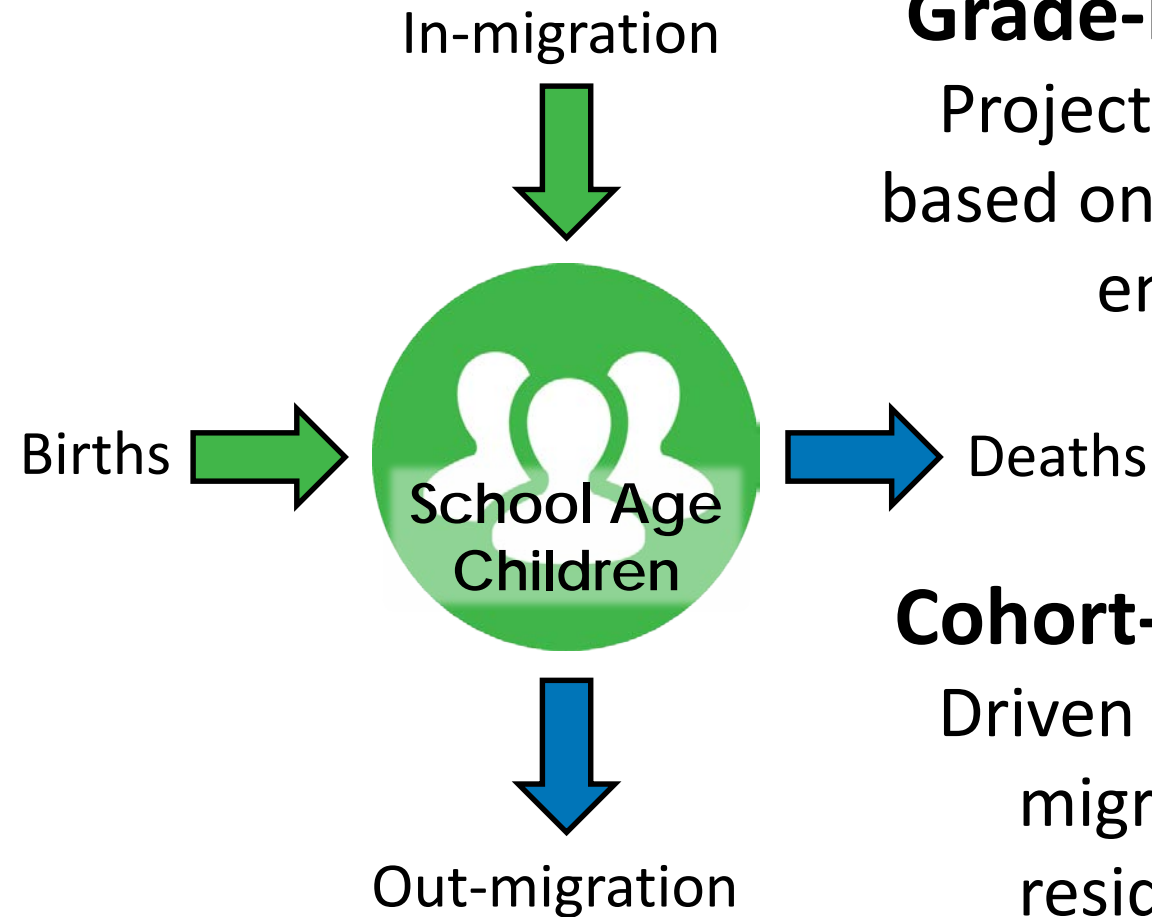 In-migration
Grade-
Project
based on
er
Births
School Age
Children
Deaths
Cohort-
Driven
migr
resid
Out-migration